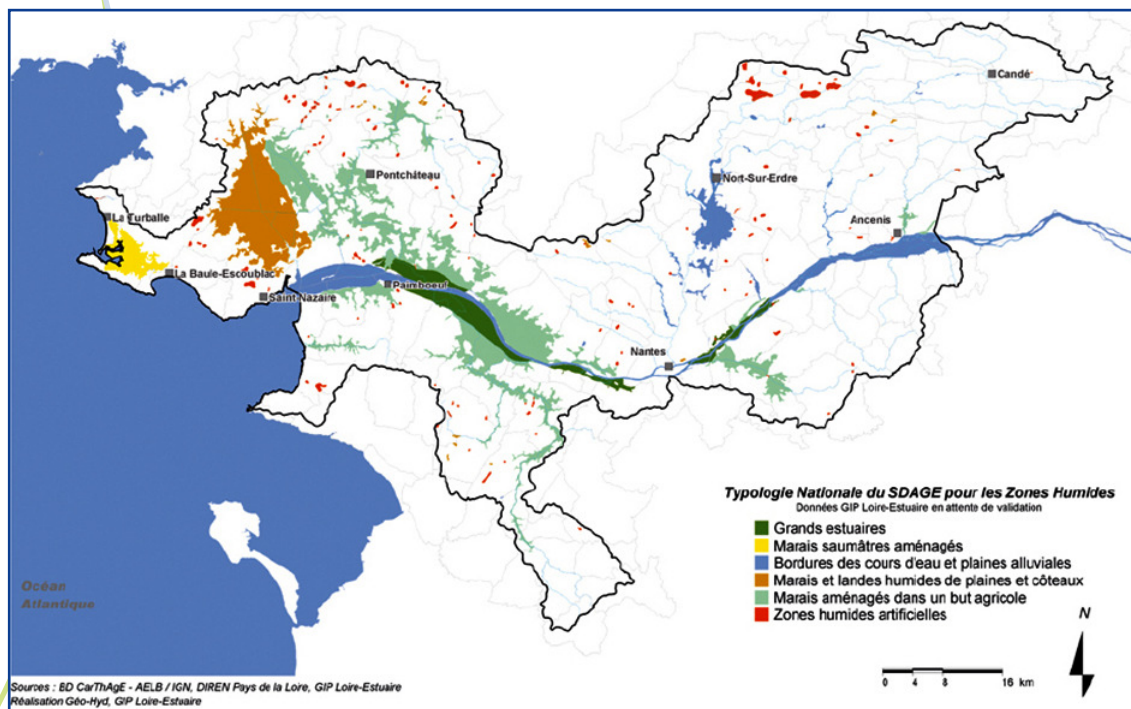 Candé
Pontchâteau
Nort-Sur-Erdre
La Turballe
Ancenis
La Baule-Escoublac
Saint-Nazaire
Paimboeuf
Nantes
Typologie Nationale du SDAGE pour les Zones Humides
Données GIP Loire-Estuaire en attente de validation
Grands estuaires
Marais saumâtres aménagés
Bordures des cours d'eau et plaines alluviales
Marais et landes humides de plaines et côteaux
Marais aménagés dans un but agricole
Zones humides artificielles
Océan
Atlantique
N
0 4 8 16 km
Sources : BD CarThAgE - AELB / IGN, DIREN Pays de la Loire, GIP Loire-Estuaire
Réalisation Géo-Hyd, GIP Loire-Estuaire